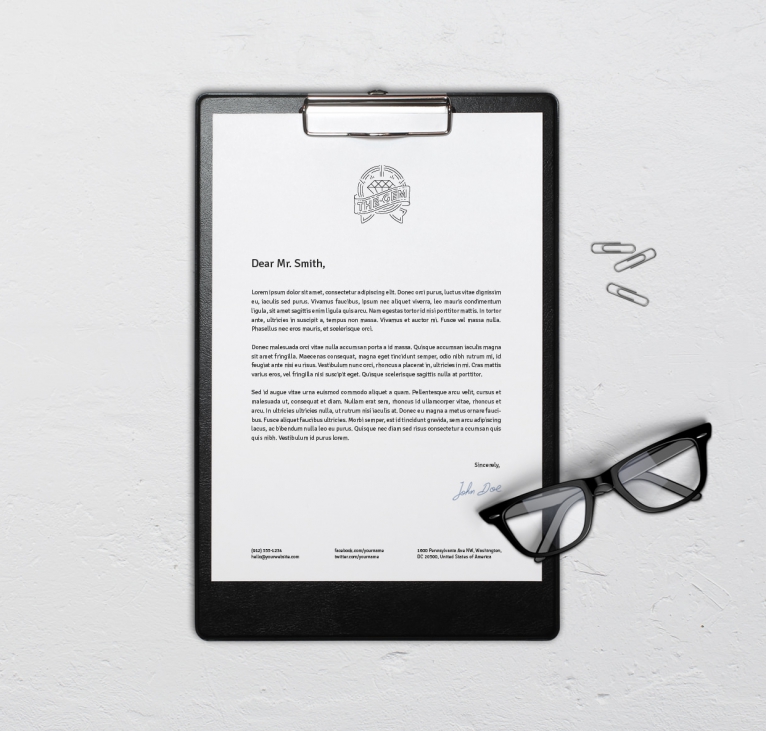 THE GEM
Dear Mr. Smith,
Lorem ipsum dolor sit amet, consectetur adipiscing elit. Donec orci purus, luctus vitae dignissim
eu, iaculis sed purus. Vivamus faucibus, ipsum nec aliquet viverra, leo mauris condimentum
ligula, sit amet sagittis enim ligula quis arcu. Nam egestas tortor id nisi porttitor mattis. In tortor
ante, ultricies in suscipit a, tempus non massa. Vivamus et auctor mi. Fusce vel massa nulla.
Phasellus nec eros mauris, et scelerisque orci.
Donec malesuada orci vitae nulla accumsan porta a id massa. Quisque accumsan iaculis magna
sit amet fringilla. Maecenas consequat, magna eget tincidunt semper, odio nibh rutrum mi, id
feugiat ante nisi eu risus. Vestibulum nunc orci, rhoncus a placerat in, ultricies in mi. Cras mattis
varius eros, vel fringilla nisi suscipit eget. Quisque scelerisque sagittis nulla at porttitor.
Sed id augue vitae urna euismod commodo aliquet a quam. Pellentesque arcu velit, cursus et
malesuada ut, consequat et diam. Nullam erat sem, rhoncus id ullamcorper vitae, rhoncus et
arcu. In ultricies ultricies nulla, ut rutrum nisi iaculis at. Donec eu magna a metus ornare fauci-
bus. Fusce aliquet faucibus ultricies. Morbi semper, est id tincidunt gravida, sem arcu adipiscing
lacus, ac bibendum nulla leo eu purus. Quisque nec diam sed risus consectetur accumsan quis
quis nibh. Vestibulum id purus lorem.
Sincerely,
John Doe
(012) 333-1234 facebook.com/yourname 1600 Pennsylvania Ave NW, Washington,
hello@yourwebsite.com twitter.com/yourname DC 20500, United States of America